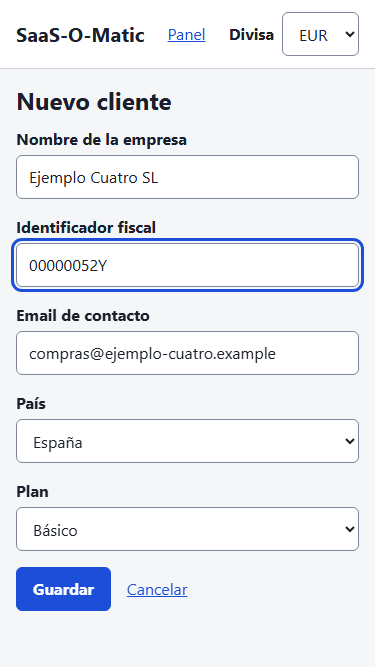 SaaS-O-Matic Panel Divisa EUR
Nuevo cliente
Nombre de la empresa
Ejemplo Cuatro SL
Identificador fiscal
00000052Y
Email de contacto
compras@ejemplo-cuatro.example
País
España
Plan
Básico
Guardar Cancelar